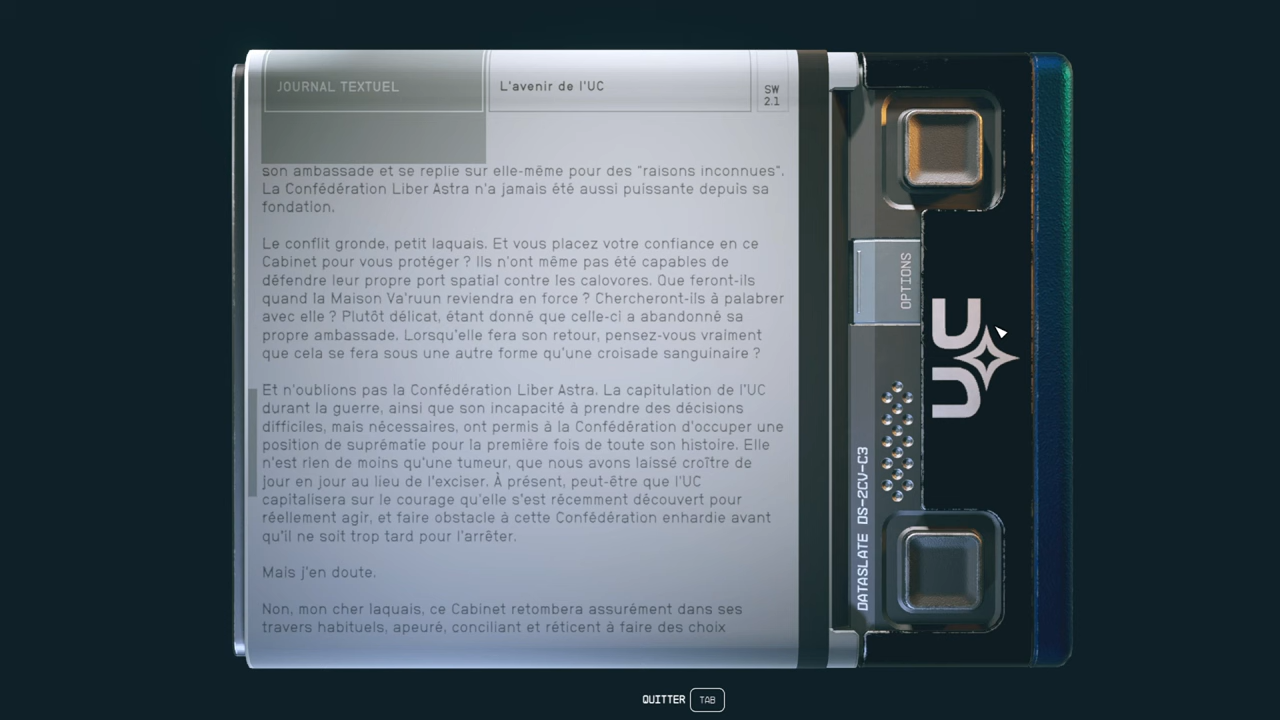 JOURNAL TEXTUEL
L'avenir de l'UC
SW
2.1
son ambassade et se replie sur elle-même pour des "raisons inconnues".
La Confédération Liber Astra n'a jamais été aussi puissante depuis sa
fondation.
Le conflit gronde, petit laquais. Et vous placez votre confiance en ce
Cabinet pour vous protéger ? Ils n'ont même pas été capables de
défendre leur propre port spatial contre les calovores. Que feront-ils
quand la Maison Va'ruun reviendra en force ? Chercheront-ils à palabrer
avec elle ? Plutôt délicat, étant donné que celle-ci a abandonné sa
propre ambassade. Lorsqu'elle fera son retour, pensez-vous vraiment
que cela se fera sous une autre forme qu'une croisade sanguinaire ?
Et n'oublions pas la Confédération Liber Astra. La capitulation de l'UC
durant la guerre, ainsi que son incapacité à prendre des décisions
difficiles, mais nécessaires, ont permis à la Confédération d'occuper une
position de suprématie pour la première fois de toute son histoire. Elle
n'est rien de moins qu'une tumeur, que nous avons laissé croître de
jour en jour au lieu de l'exciser. À présent, peut-être que l'UC
capitalisera sur le courage qu'elle s'est récemment découvert pour
réellement agir, et faire obstacle à cette Confédération enhardie avant
qu'il ne soit trop tard pour l'arrêter.
Mais j'en doute.
Non, mon cher laquais, ce Cabinet retombera assurément dans ses
travers habituels, apeuré, conciliant et réticent à faire des choix
OPTIONS
DATASLATE DS-2CV-C3
UC
QUITTER TAB